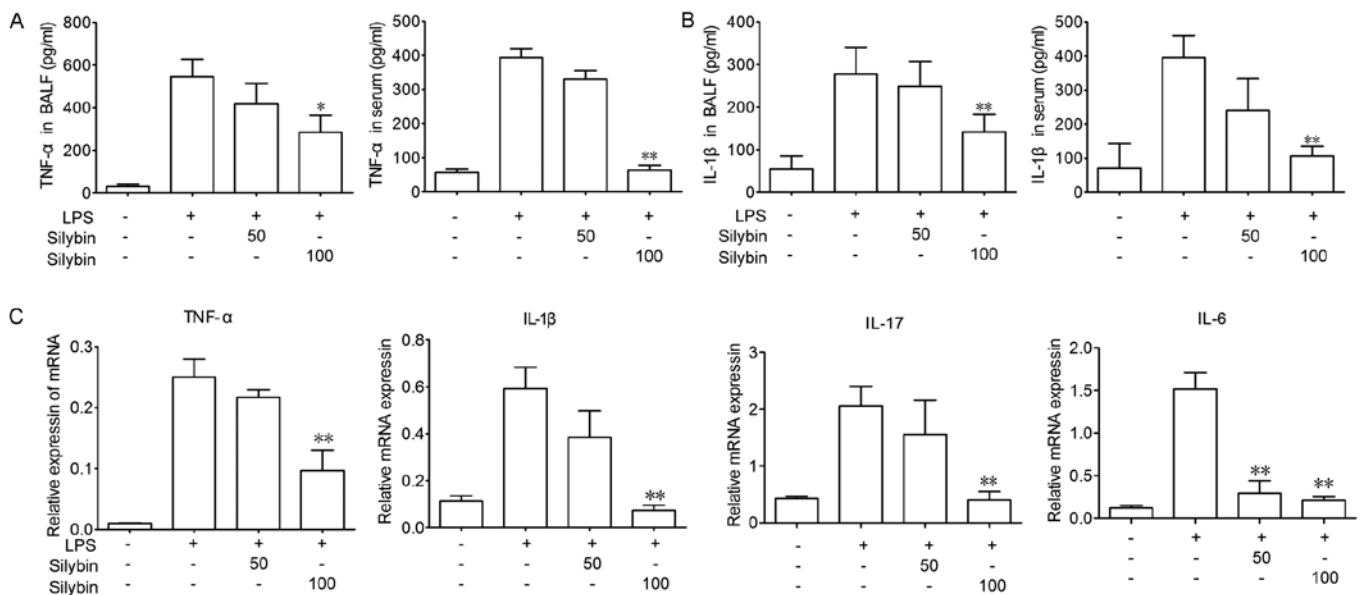 A
B
TNF-α in BALF (pg/ml)
800
600
400
200
0
*
TNF-α in serum (pg/ml)
500
400
300
200
100
0
**
IL-1β in BALF (pg/ml)
400
300
200
100
0
**
IL-1β in serum (pg/ml)
500
400
300
200
100
0
**
LPS - + + + - + + + LPS - + + + - + + +
Silybin - - 50 - - 50 Silybin - - 50 - - 50
Silybin - - - 100 - - - 100 Silybin - - - 100 - - - 100
C
TNF-α
Relative expressin of mRNA
0.3
0.2
0.1
0.0
**
IL-1β
Relative mRNA expressin
0.8
0.6
0.4
0.2
0.0
**
IL-17
Relative mRNA expressin
3
2
1
0
**
IL-6
Relative mRNA expressin
2.0
1.5
1.0
0.5
0.0
** **
LPS - + + + - + + + - + + + - + + +
Silybin - - 50 - - 50 - - 50 - - 50
Silybin - - - 100 - - - 100 - - - 100 - - - 100